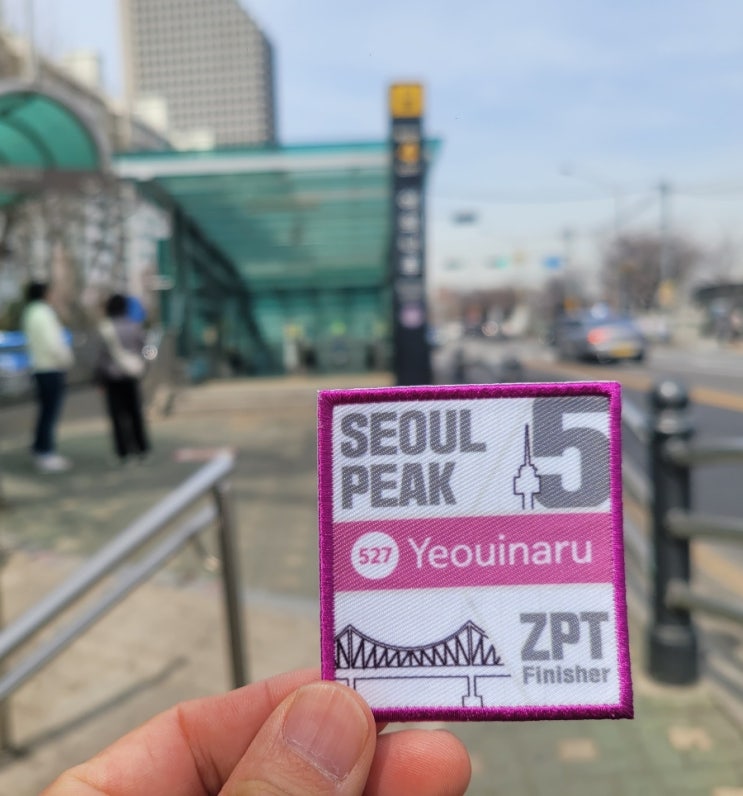 SEOUL
PEAK
5
527 Yeouinaru
ZPT
Finisher